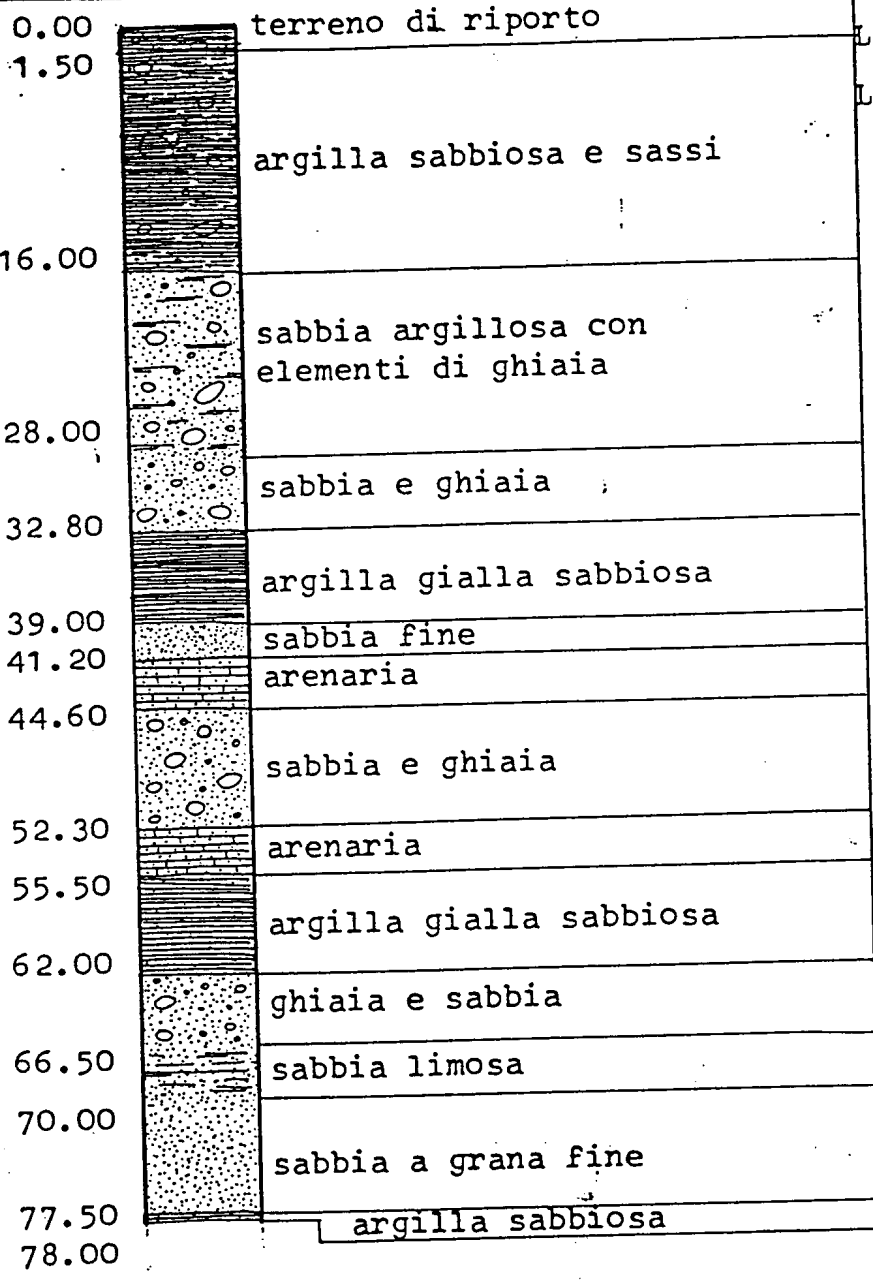 0.00 terreno di riporto
L
1.50
L
argilla sabbiosa e sassi
16.00
sabbia argillosa con
elementi di ghiaia
28.00
sabbia e ghiaia
32.80
argilla gialla sabbiosa
39.00
sabbia fine
41.20
arenaria
44.60
sabbia e ghiaia
52.30
arenaria
55.50
argilla gialla sabbiosa
62.00
ghiaia e sabbia
66.50
sabbia limosa
70.00
sabbia a grana fine
77.50
argilla sabbiosa
78.00